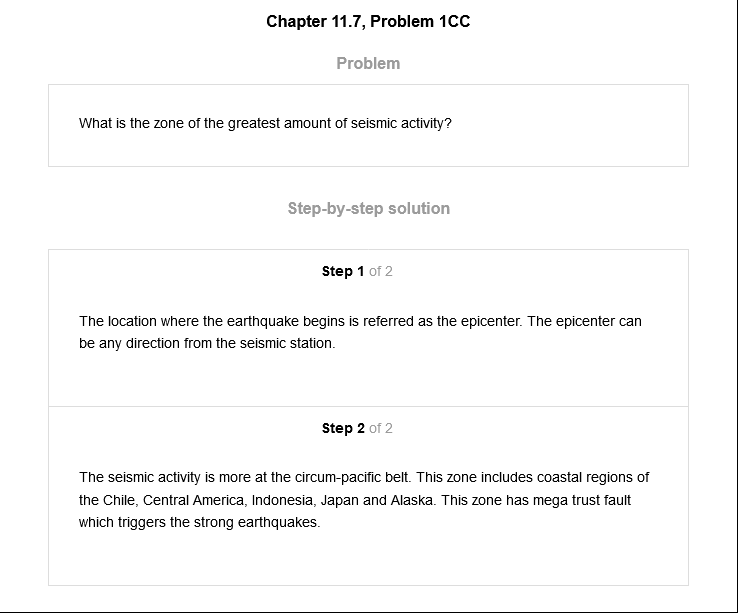 Chapter 11.7, Problem 1CC
Problem
What is the zone of the greatest amount of seismic activity?
Step-by-step solution
Step 1 of 2
The location where the earthquake begins is referred as the epicenter. The epicenter can
be any direction from the seismic station.
Step 2 of 2
The seismic activity is more at the circum-pacific belt. This zone includes coastal regions of
the Chile, Central America, Indonesia, Japan and Alaska. This zone has mega trust fault
which triggers the strong earthquakes.